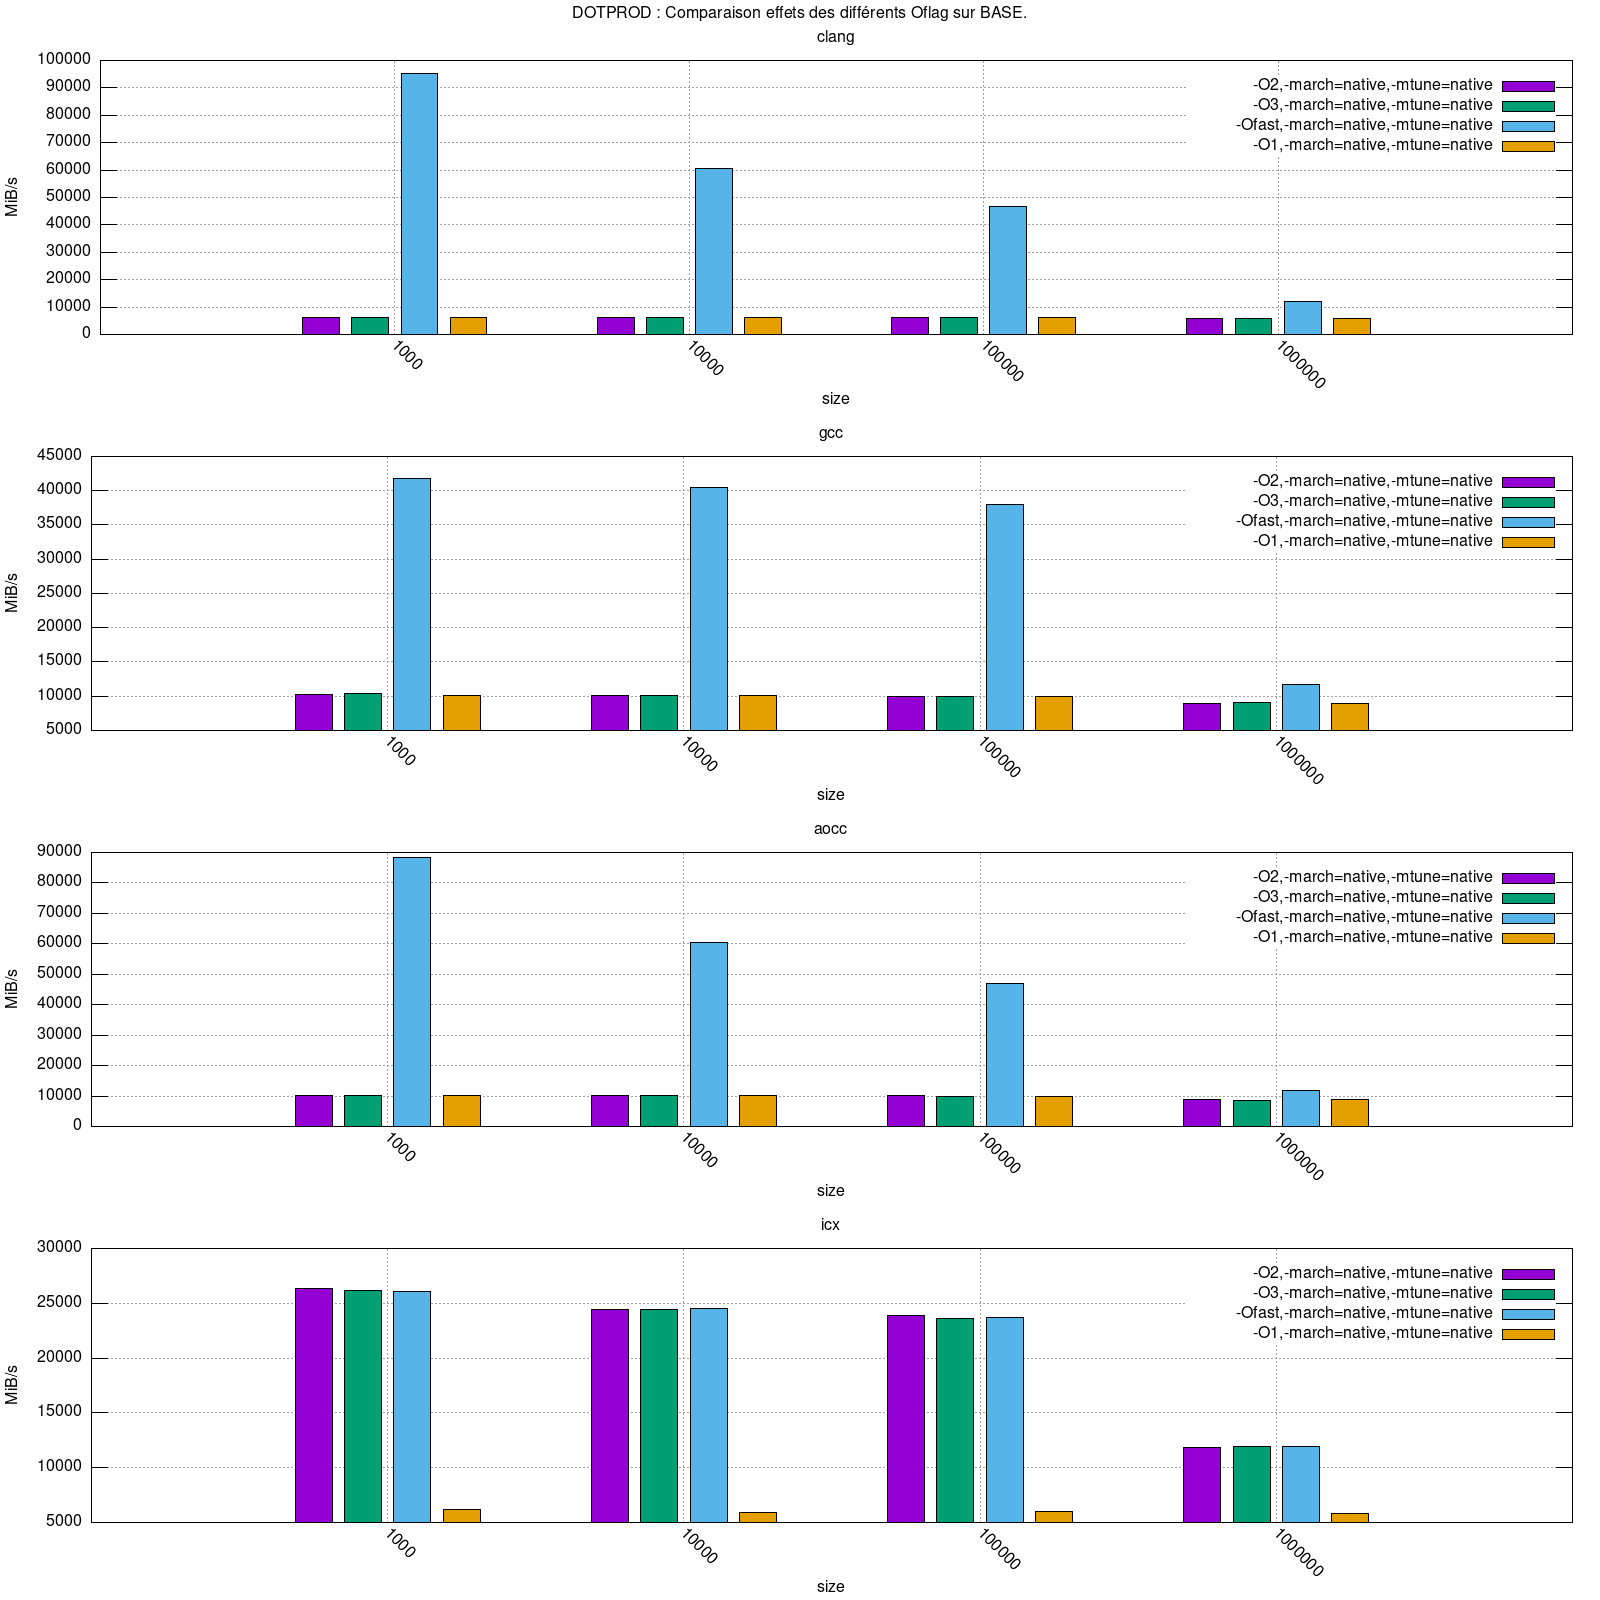 DOTPROD : Comparaison effets des différents Oflag sur BASE.
clang
100000
90000
80000
70000
60000
50000
40000
30000
20000
10000
0
MiB/s
-O2,-march=native,-mtune=native
-O3,-march=native,-mtune=native
-Ofast,-march=native,-mtune=native
-O1,-march=native,-mtune=native
1000
10000
100000
1000000
size
gcc
45000
40000
35000
30000
25000
20000
15000
10000
5000
MiB/s
-O2,-march=native,-mtune=native
-O3,-march=native,-mtune=native
-Ofast,-march=native,-mtune=native
-O1,-march=native,-mtune=native
1000
10000
100000
1000000
size
aocc
90000
80000
70000
60000
50000
40000
30000
20000
10000
0
MiB/s
-O2,-march=native,-mtune=native
-O3,-march=native,-mtune=native
-Ofast,-march=native,-mtune=native
-O1,-march=native,-mtune=native
1000
10000
100000
1000000
size
icx
30000
25000
20000
15000
10000
5000
MiB/s
-O2,-march=native,-mtune=native
-O3,-march=native,-mtune=native
-Ofast,-march=native,-mtune=native
-O1,-march=native,-mtune=native
1000
10000
100000
1000000
size